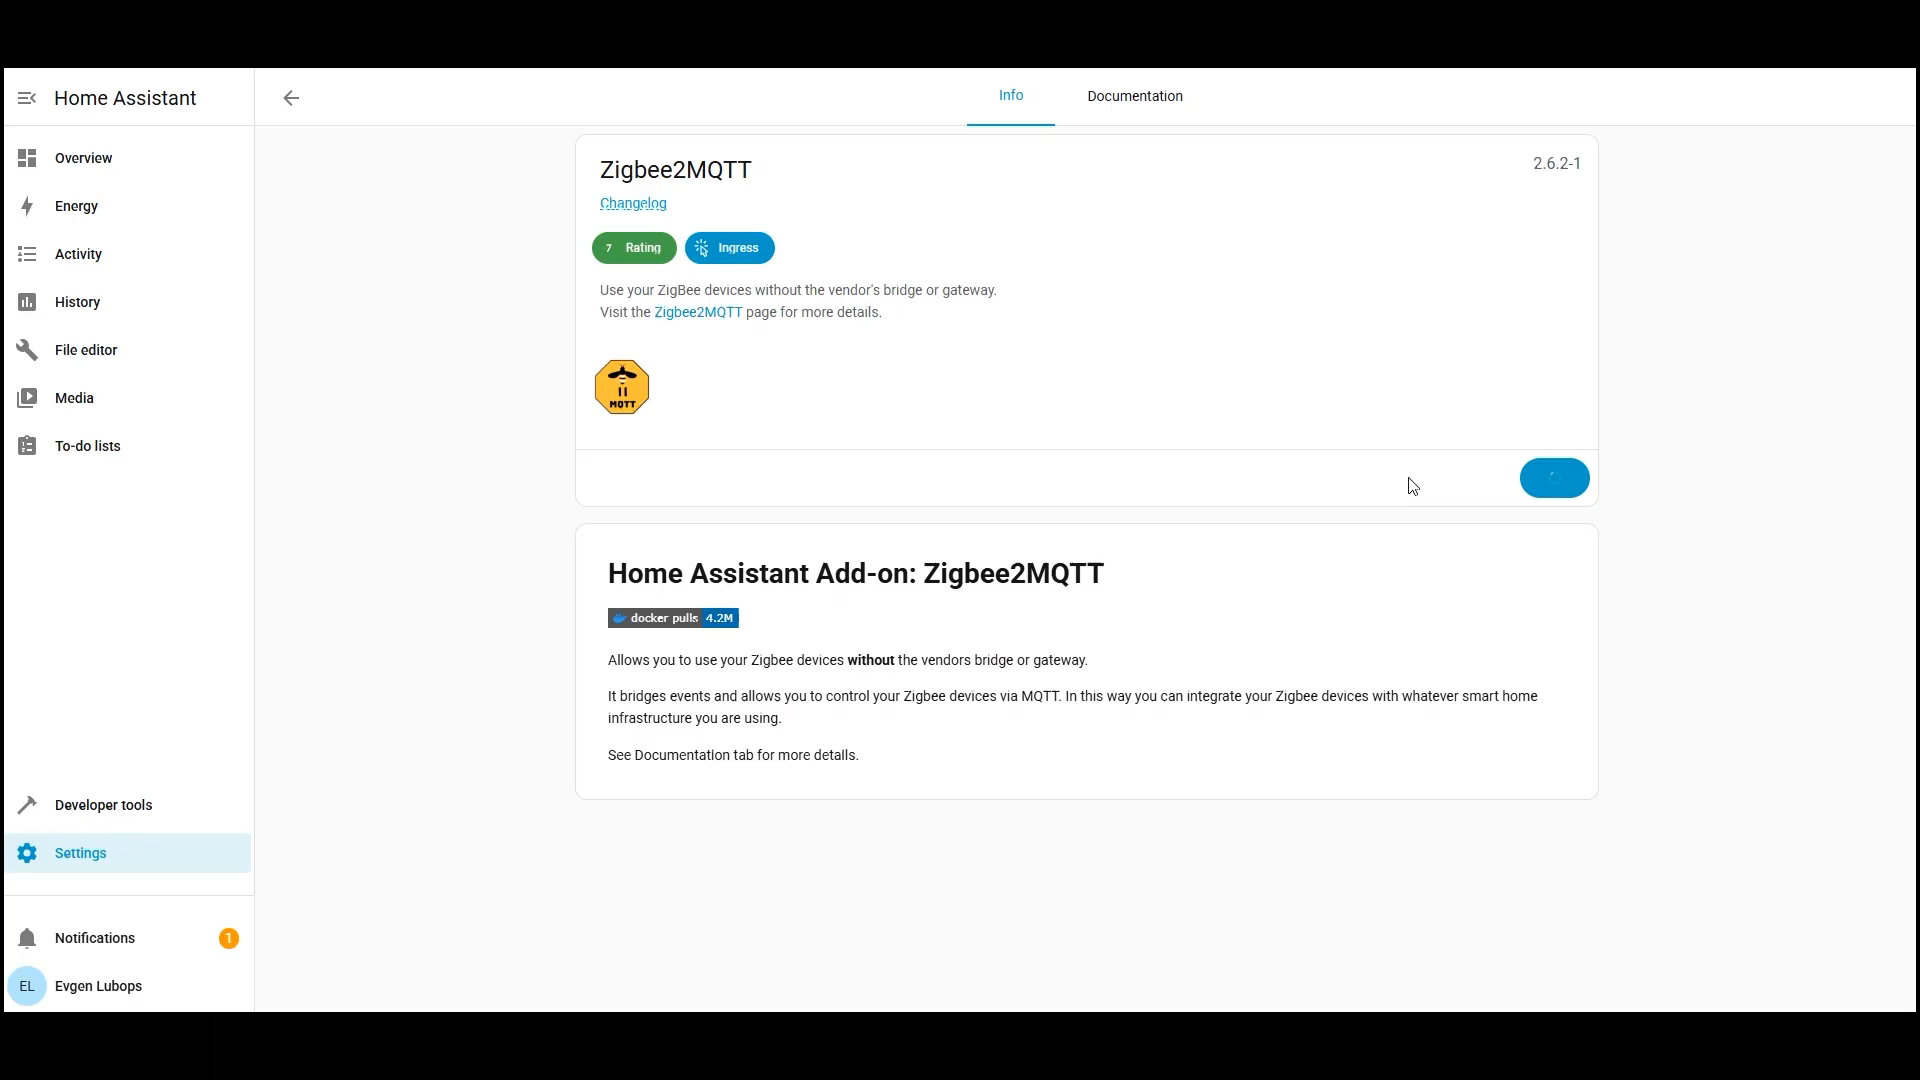 Home Assistant
Info
Documentation
Overview
Energy
Activity
History
File editor
Media
To-do lists
Developer tools
Settings
Notifications
1
EL
Evgen Lubops
Zigbee2MQTT
2.6.2-1
Changelog
7 Rating
Ingress
Use your ZigBee devices without the vendor's bridge or gateway.
Visit the Zigbee2MQTT page for more details.
MQTT
Home Assistant Add-on: Zigbee2MQTT
docker pulls 4.2M
Allows you to use your Zigbee devices without the vendors bridge or gateway.
It bridges events and allows you to control your Zigbee devices via MQTT. In this way you can integrate your Zigbee devices with whatever smart home
infrastructure you are using.
See Documentation tab for more details.